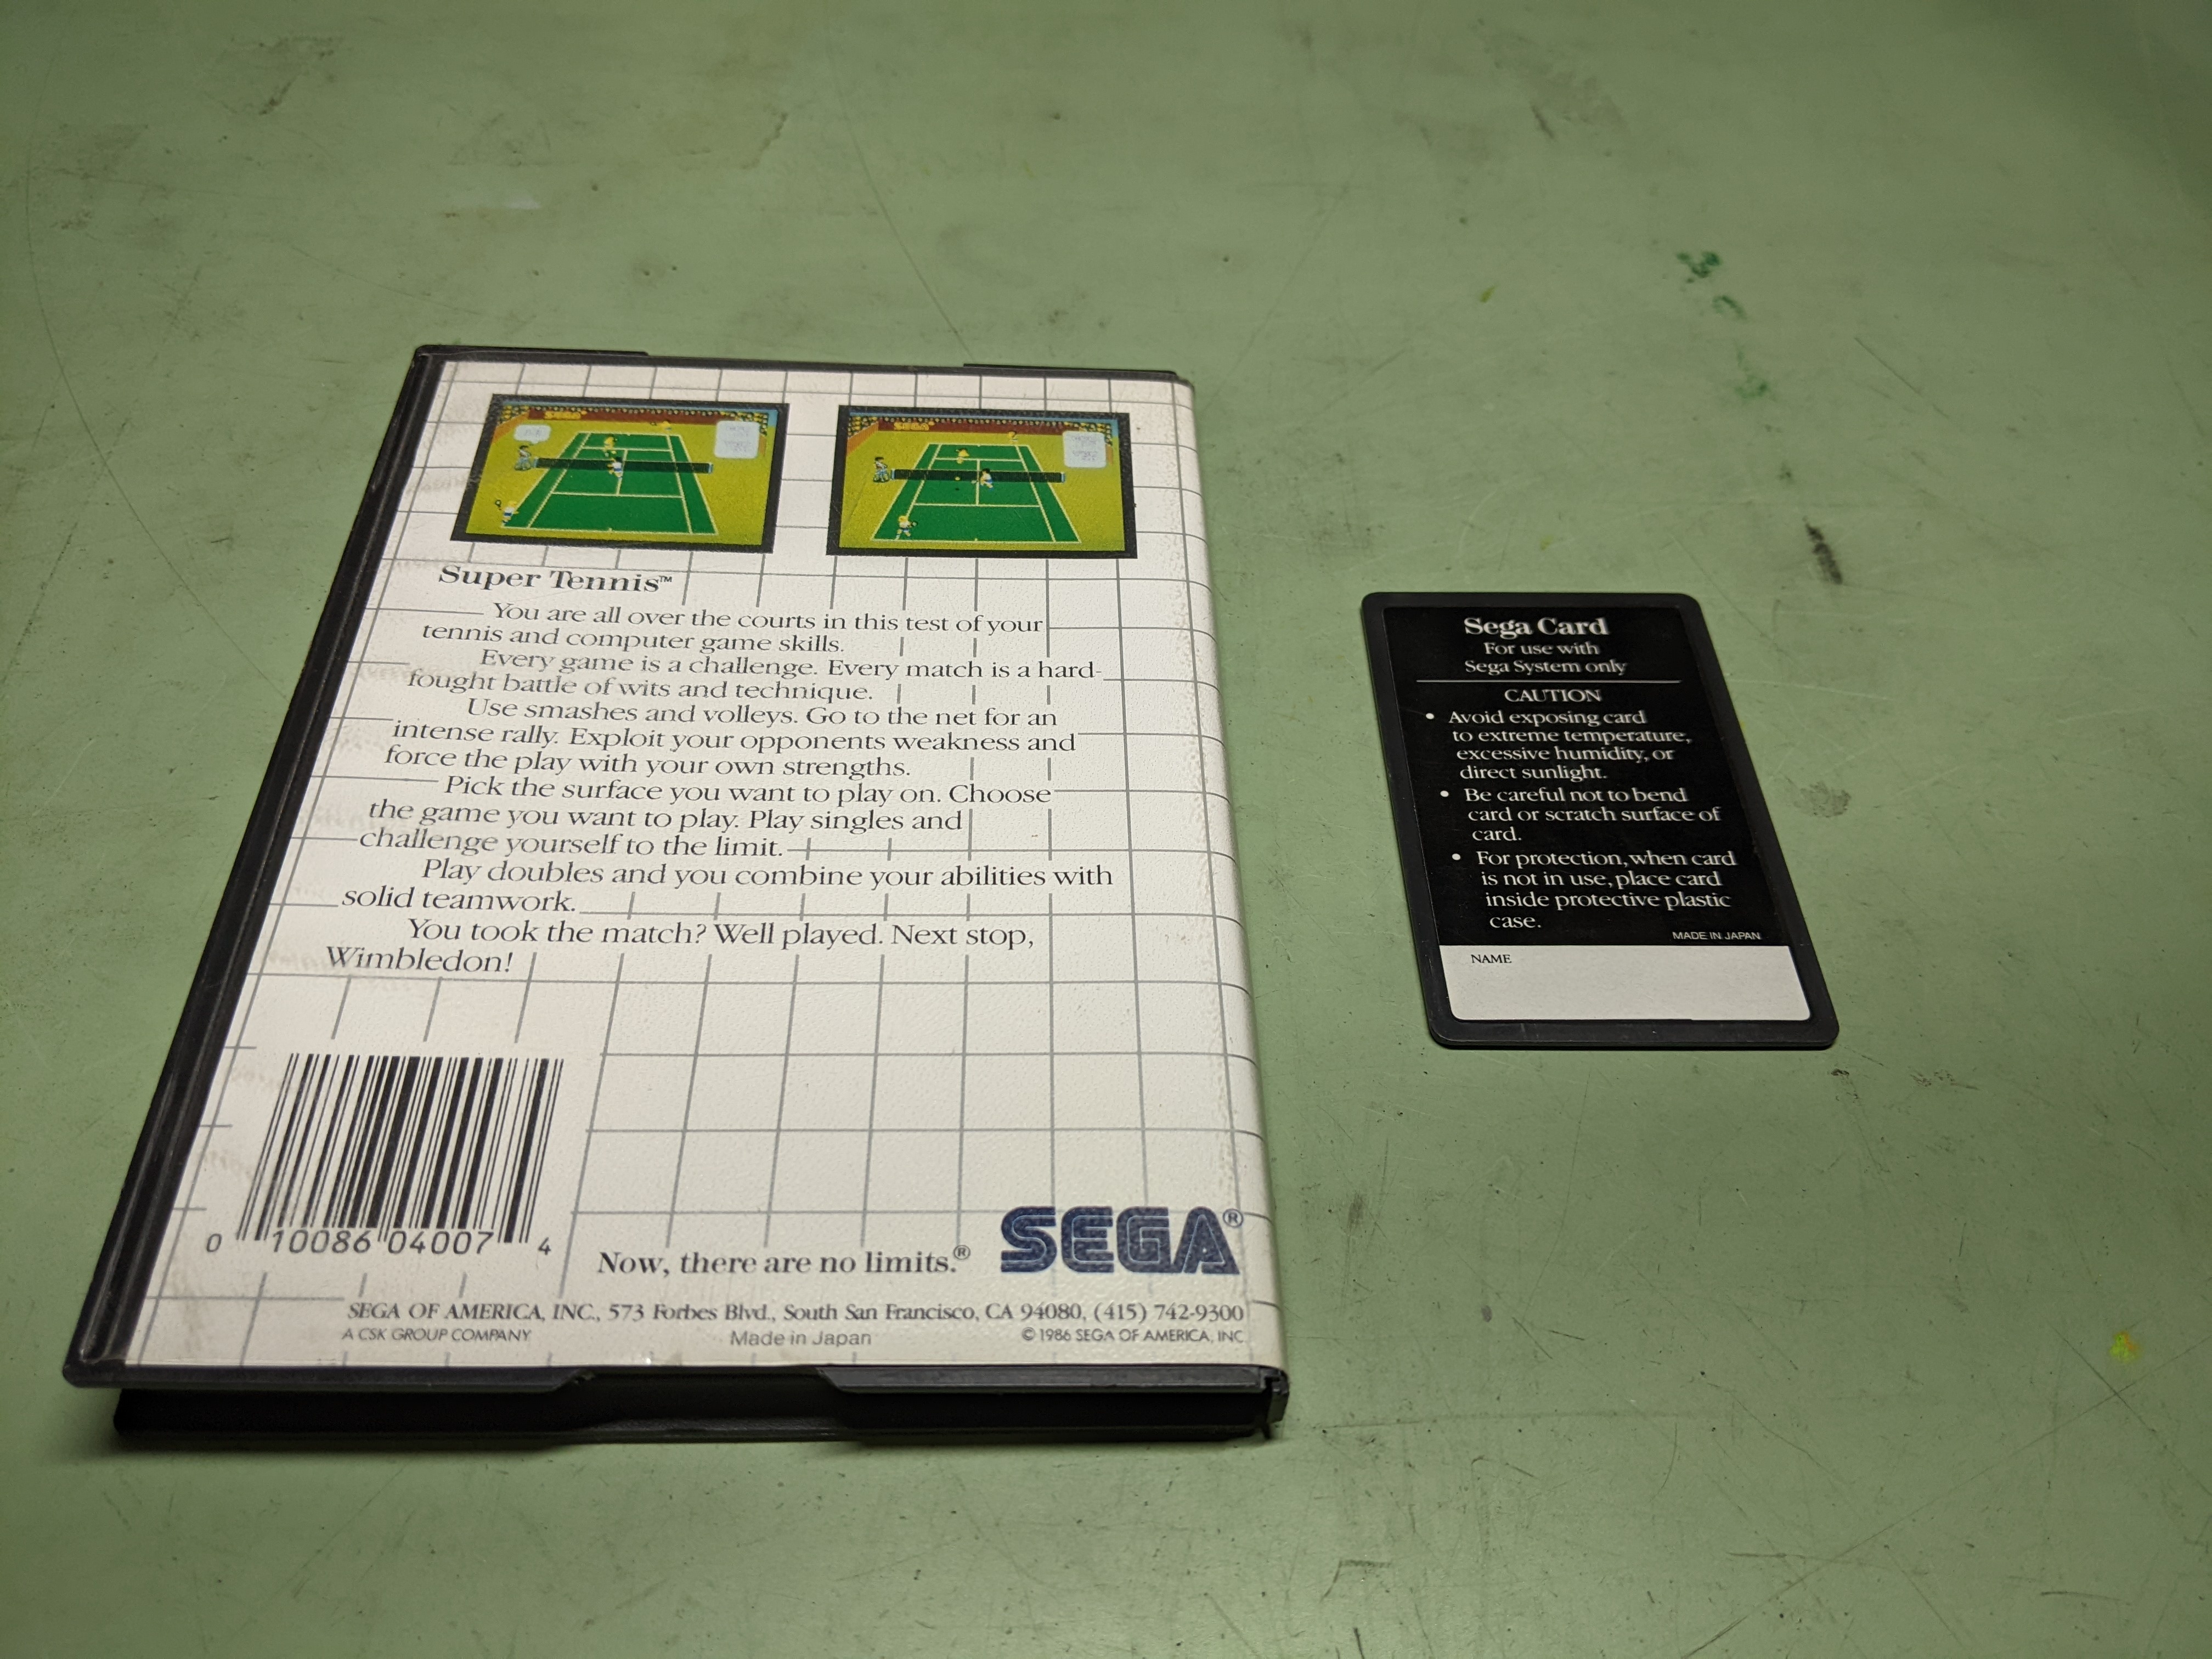 SEGA
SEGA
Super Tennis™
You are all over the courts in this test of your
tennis and computer game skills.
Every game is a challenge. Every match is a hard-
fought battle of wits and technique.
Use smashes and volleys. Go to the net for an
intense rally. Exploit your opponents weakness and
force the play with your own strengths.
Pick the surface you want to play on. Choose
the game you want to play. Play singles and
challenge yourself to the limit.
Play doubles and you combine your abilities with
solid teamwork.
You took the match? Well played. Next stop,
Wimbledon!
0 10086 04007 4
Now, there are no limits.®
SEGA®
SEGA OF AMERICA, INC., 573 Forbes Blvd., South San Francisco, CA 94080, (415) 742-9300
A CSK GROUP COMPANY
Made in Japan
© 1986 SEGA OF AMERICA, INC.
Sega Card
For use with
Sega System only
CAUTION
• Avoid exposing card
to extreme temperature,
excessive humidity, or
direct sunlight.
• Be careful not to bend
card or scratch surface of
card.
• For protection, when card
is not in use, place card
inside protective plastic
case.
MADE IN JAPAN
NAME